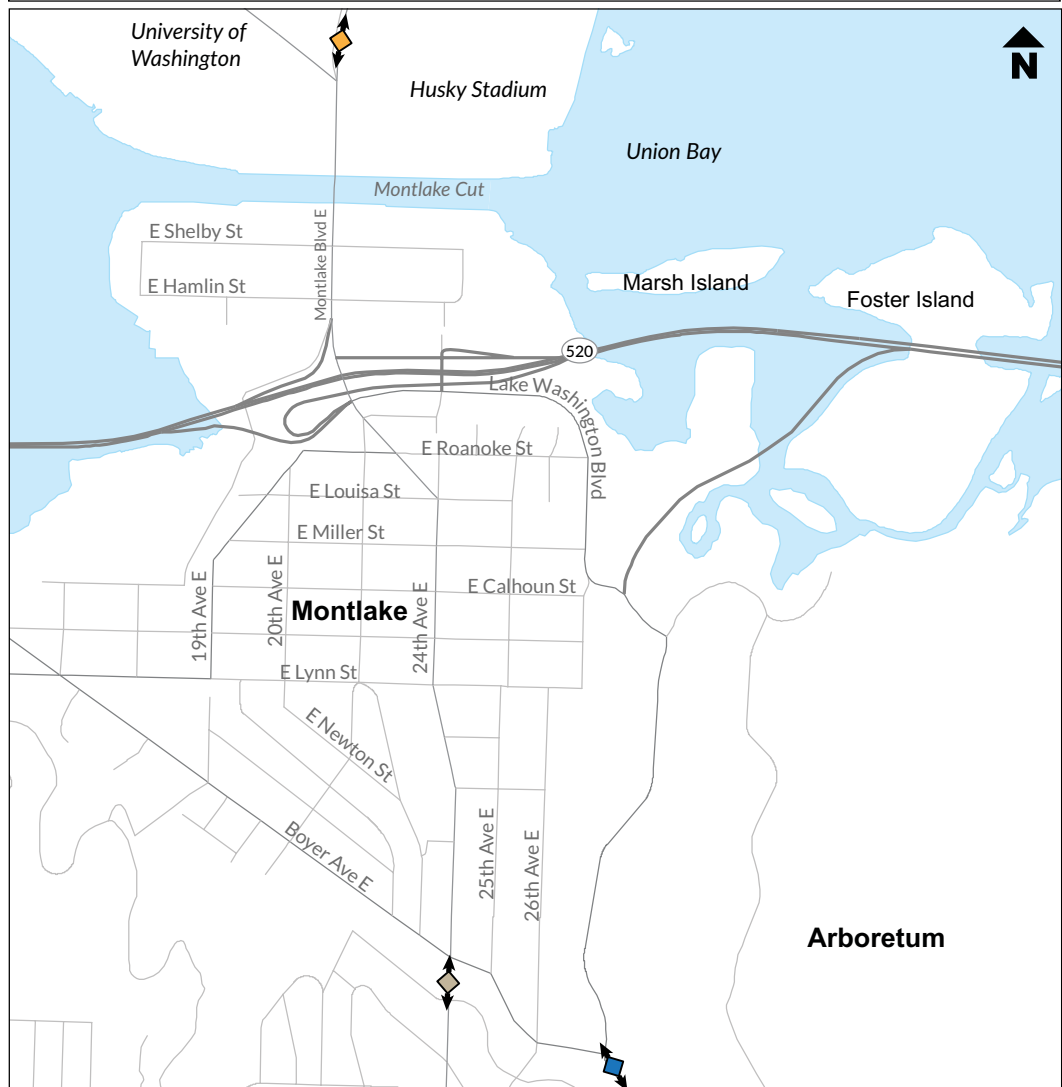 University of
Washington
N
Husky Stadium
Union Bay
Montlake Cut
E Shelby St
Montlake Blvd E
E Hamlin St
Marsh Island
Foster Island
520
Lake Washington Blvd
E Roanoke St
E Louisa St
E Miller St
E Calhoun St
19th Ave E
20th Ave E
Montlake
24th Ave E
E Lynn St
E Newton St
Boyer Ave E
25th Ave E
26th Ave E
Arboretum